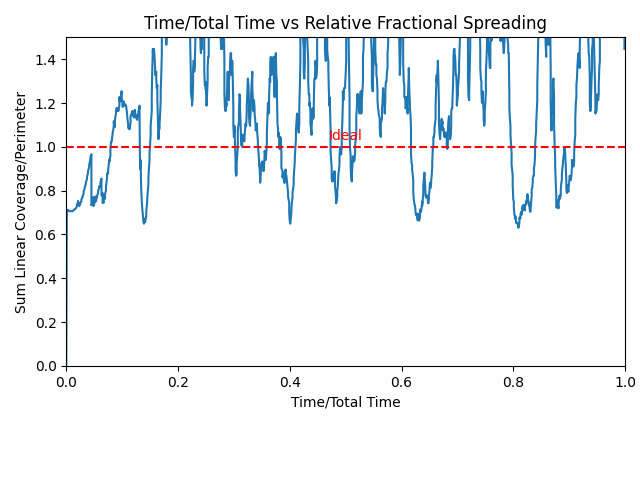 Time/Total Time vs Relative Fractional Spreading
Sum Linear Coverage/Perimeter
1.4
1.2
1.0
0.8
0.6
0.4
0.2
0.0
Ideal
0.0 0.2 0.4 0.6 0.8 1.0
Time/Total Time